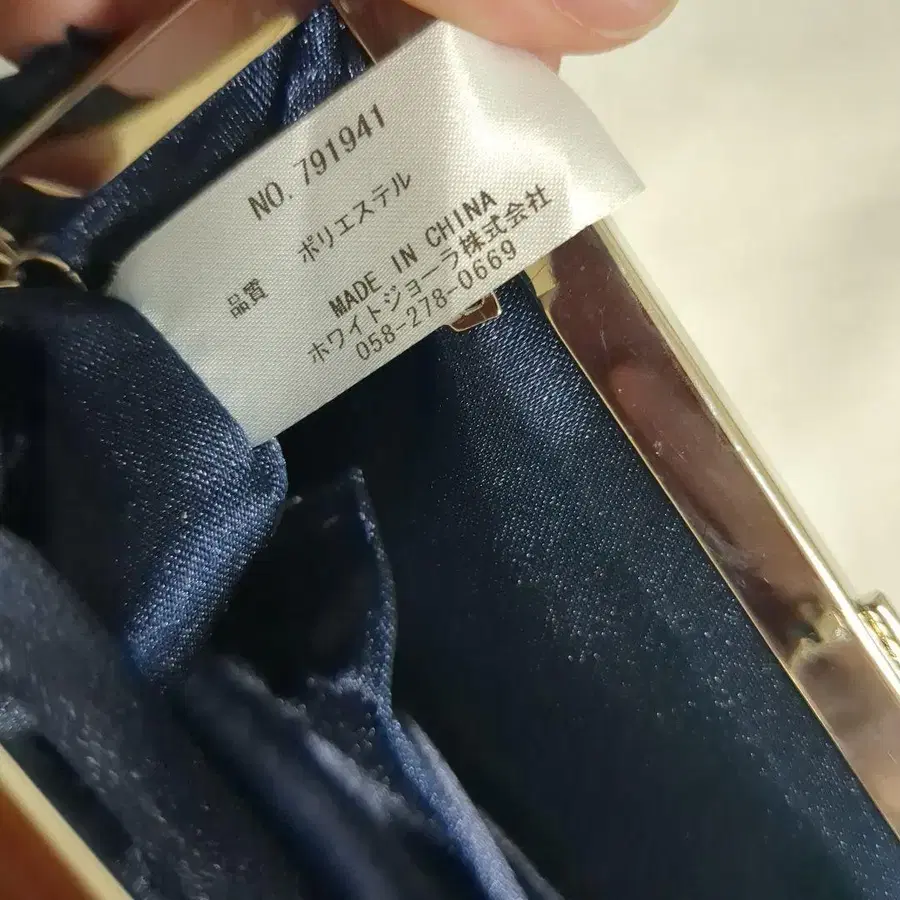 NO. 791941
品質 ポリエステル
MADE IN CHINA
ホワイトジョーラ株式会社
058-278-0669